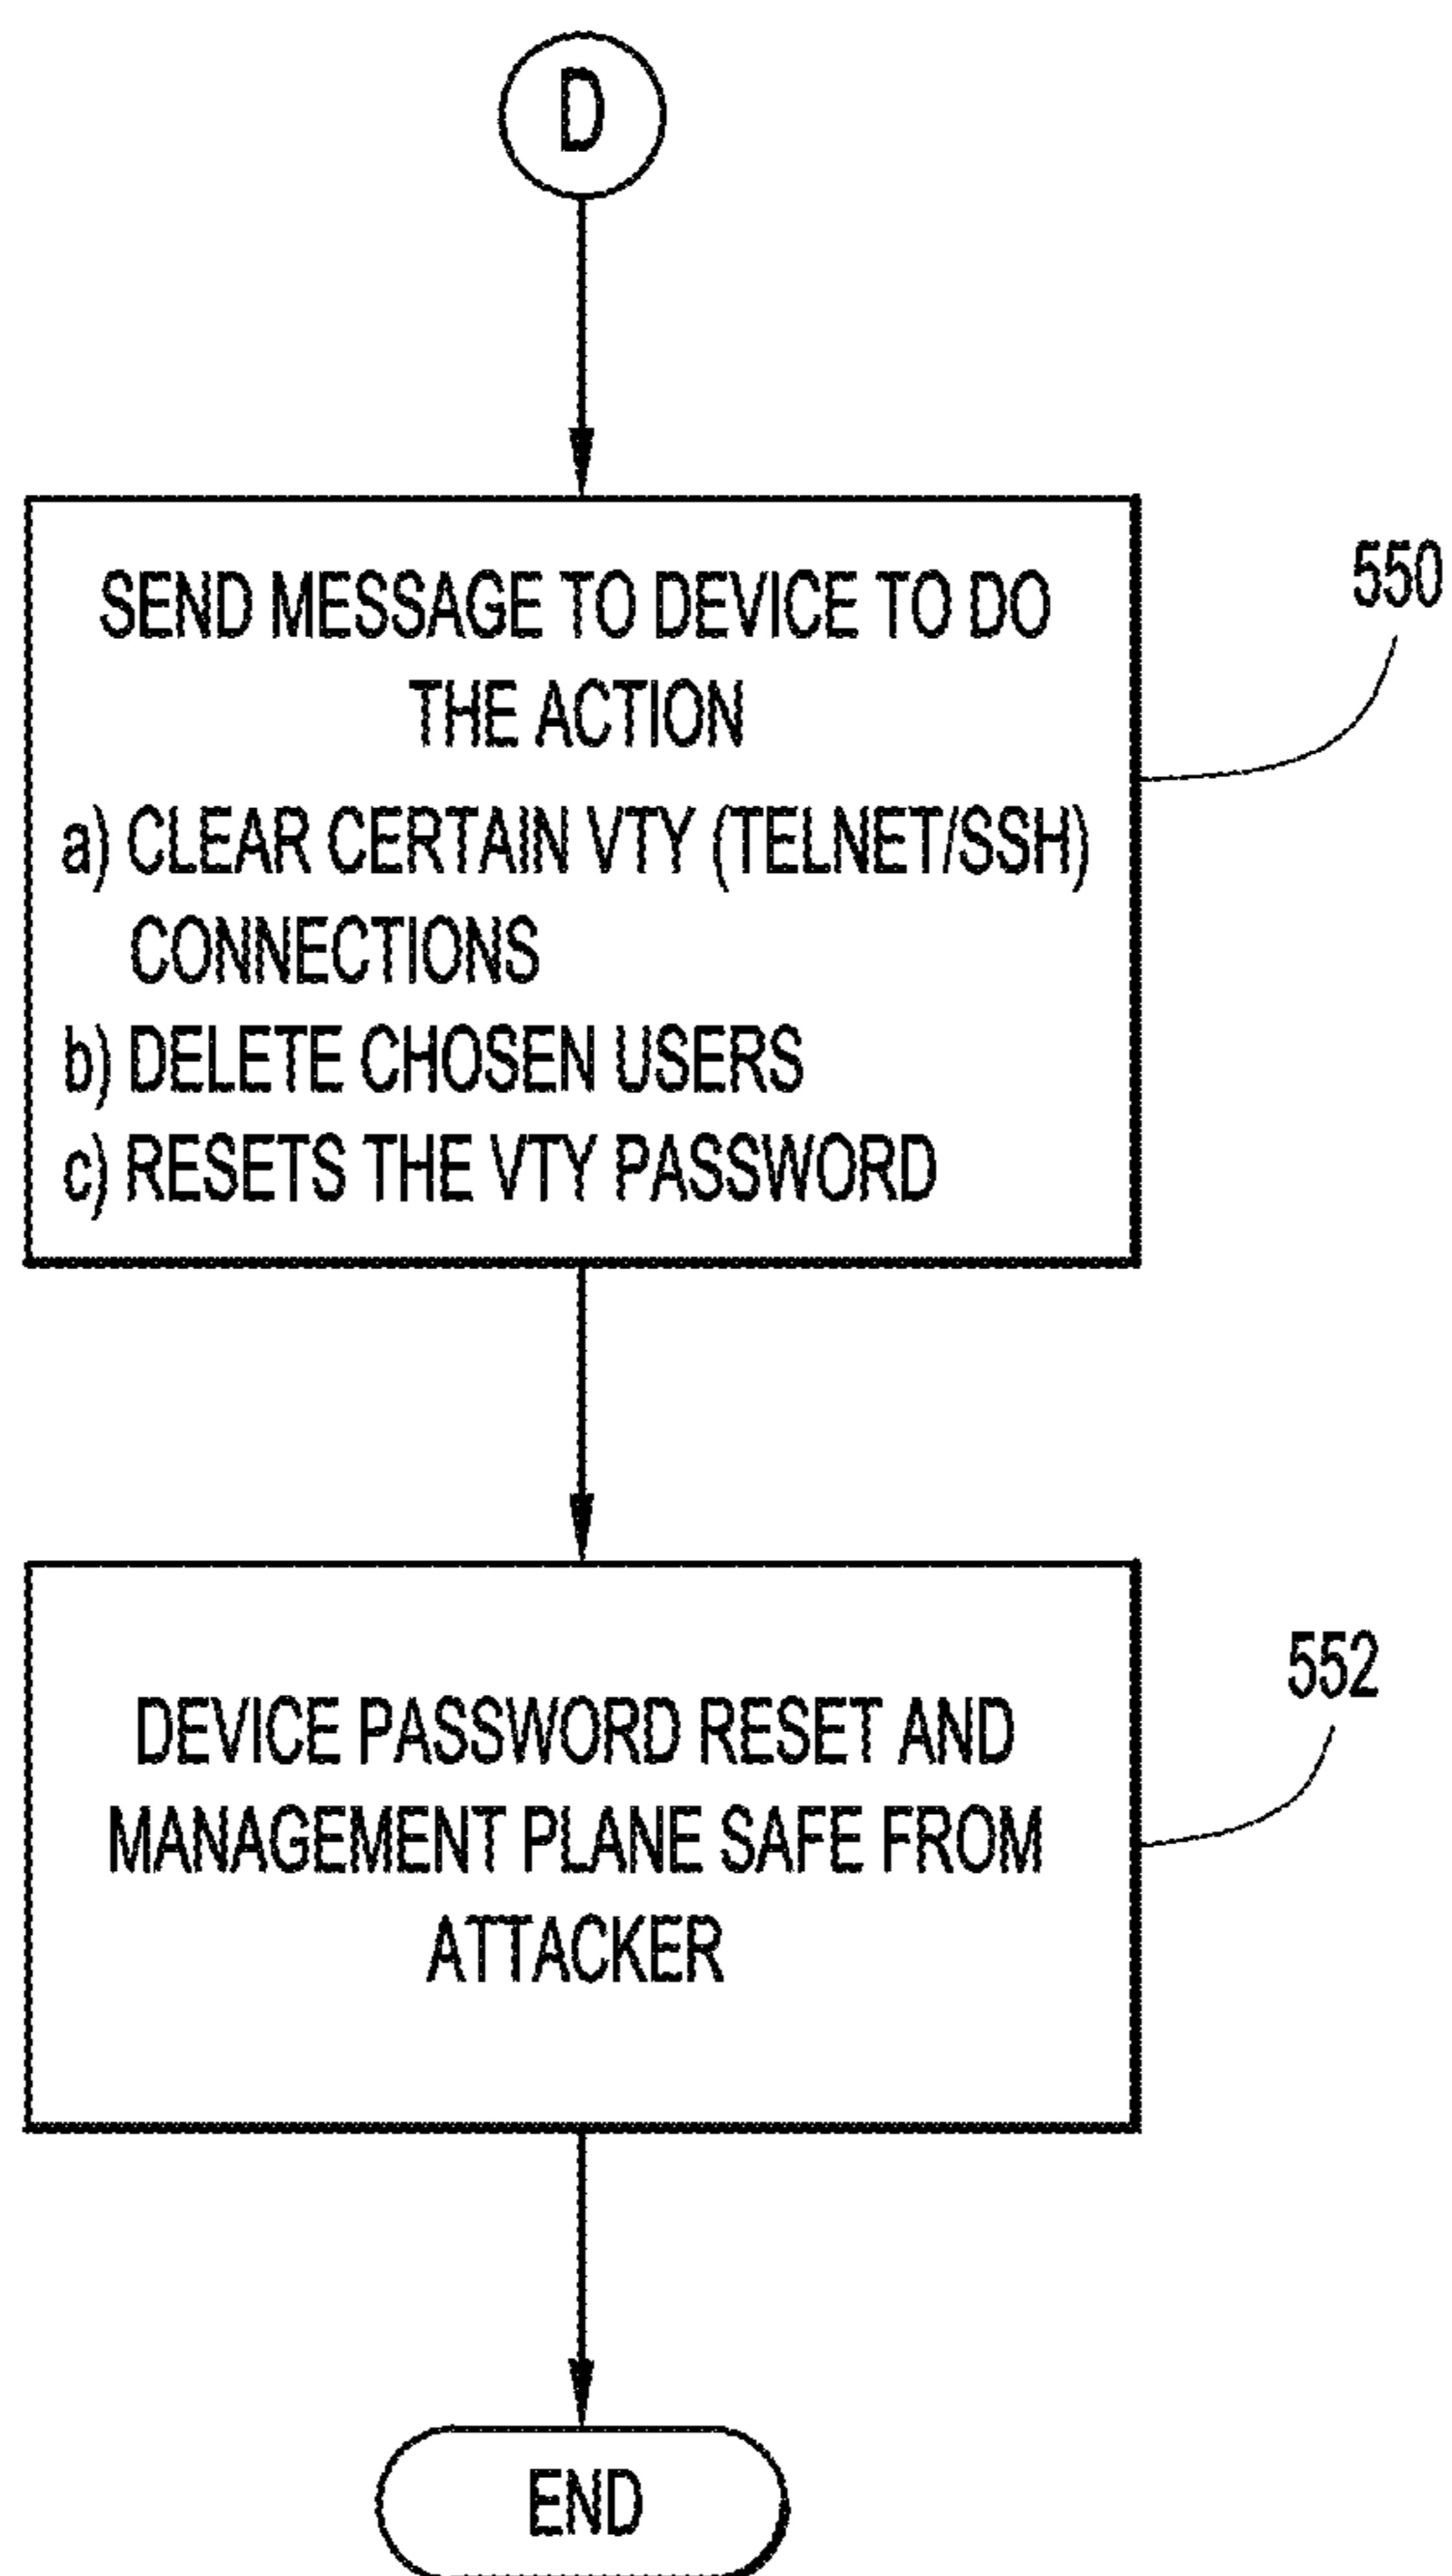 D
SEND MESSAGE TO DEVICE TO DO
THE ACTION
a) CLEAR CERTAIN VTY (TELNET/SSH)
CONNECTIONS
b) DELETE CHOSEN USERS
c) RESETS THE VTY PASSWORD
550
DEVICE PASSWORD RESET AND
MANAGEMENT PLANE SAFE FROM
ATTACKER
552
END